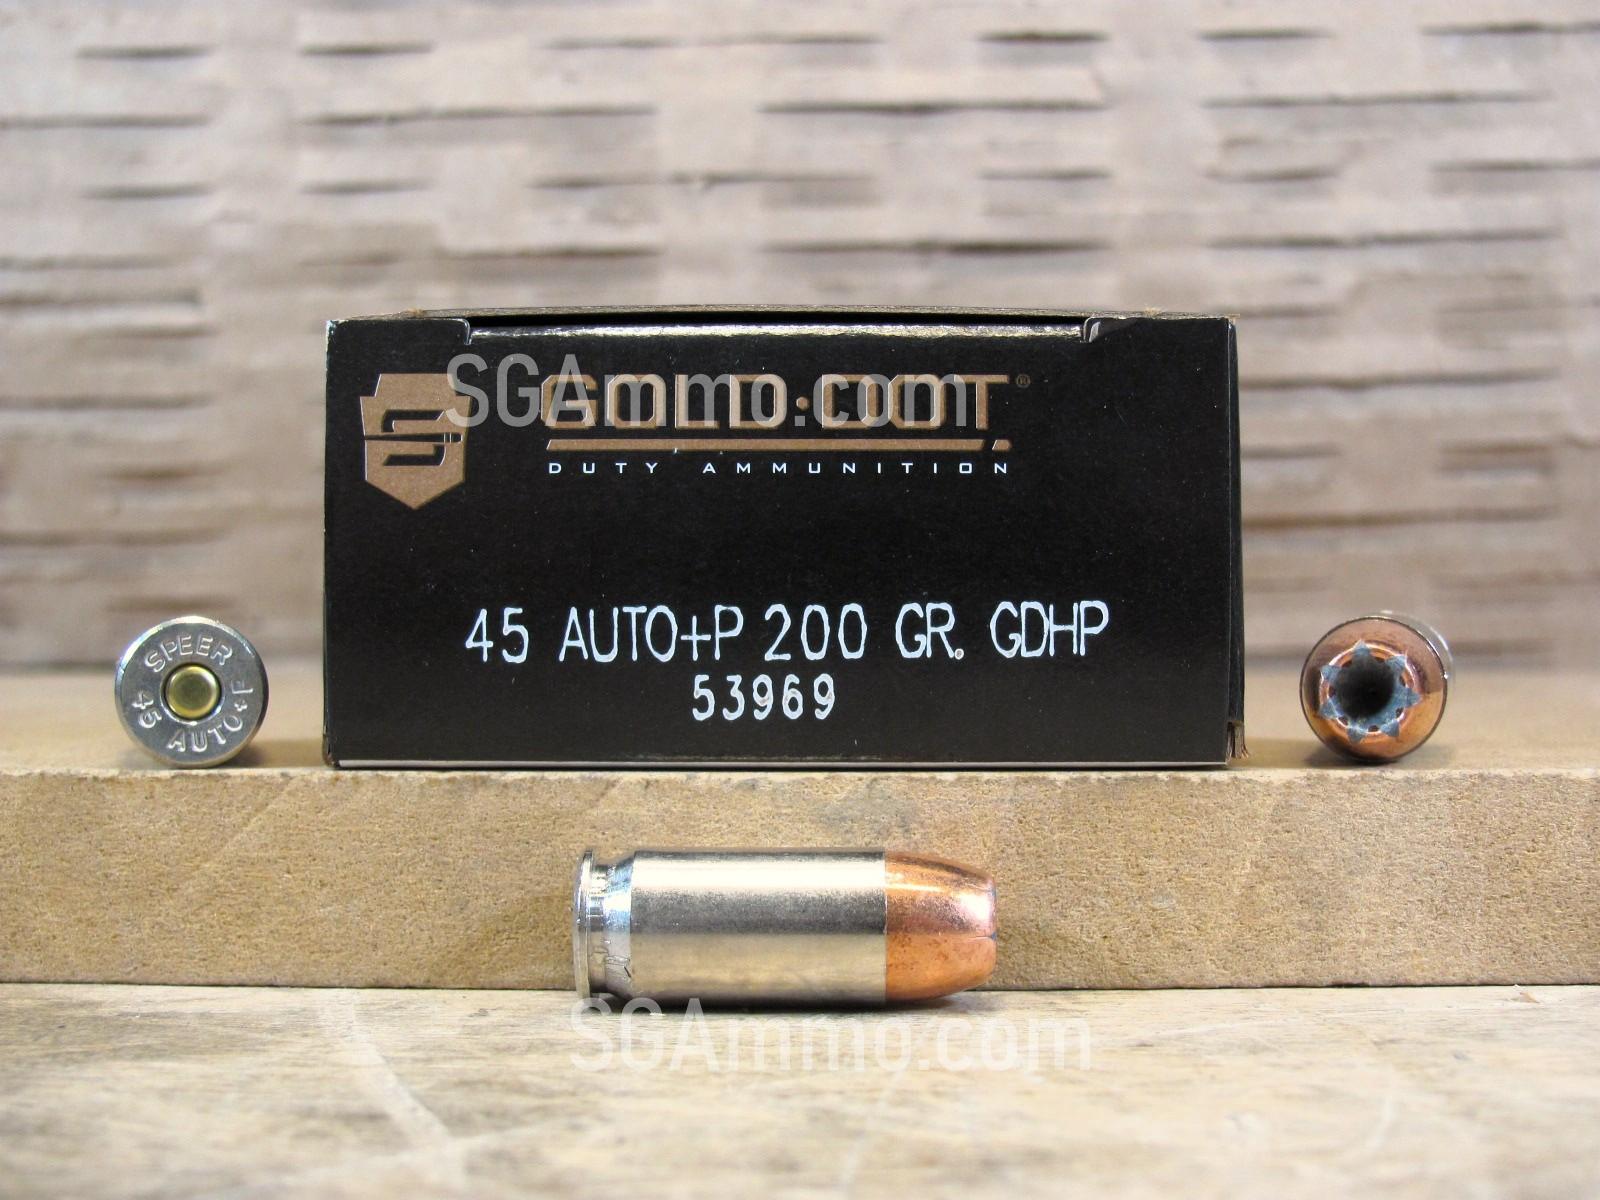 SGAmmo.com
GOLD·DOT®
DUTY AMMUNITION
45 AUTO+P 200 GR. GDHP
53969
SPEER
45 AUTO+P
SGAmmo.com